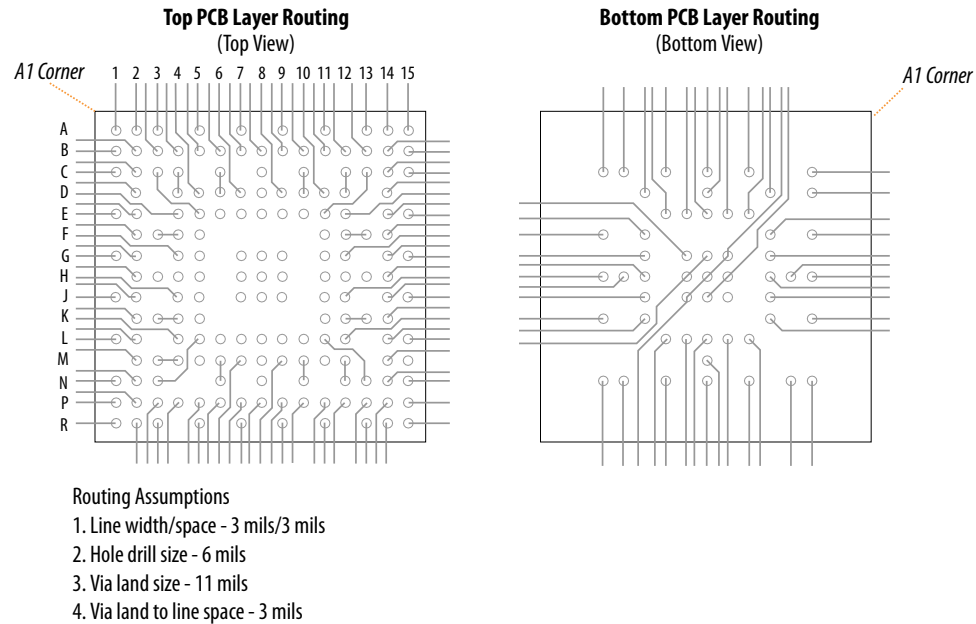 Top PCB Layer Routing
(Top View)
A1 Corner 1 2 3 4 5 6 7 8 9 10 11 12 13 14 15
A
B
C
D
E
F
G
H
J
K
L
M
N
P
R
Bottom PCB Layer Routing
(Bottom View)
A1 Corner
Routing Assumptions
1. Line width/space - 3 mils/3 mils
2. Hole drill size - 6 mils
3. Via land size - 11 mils
4. Via land to line space - 3 mils